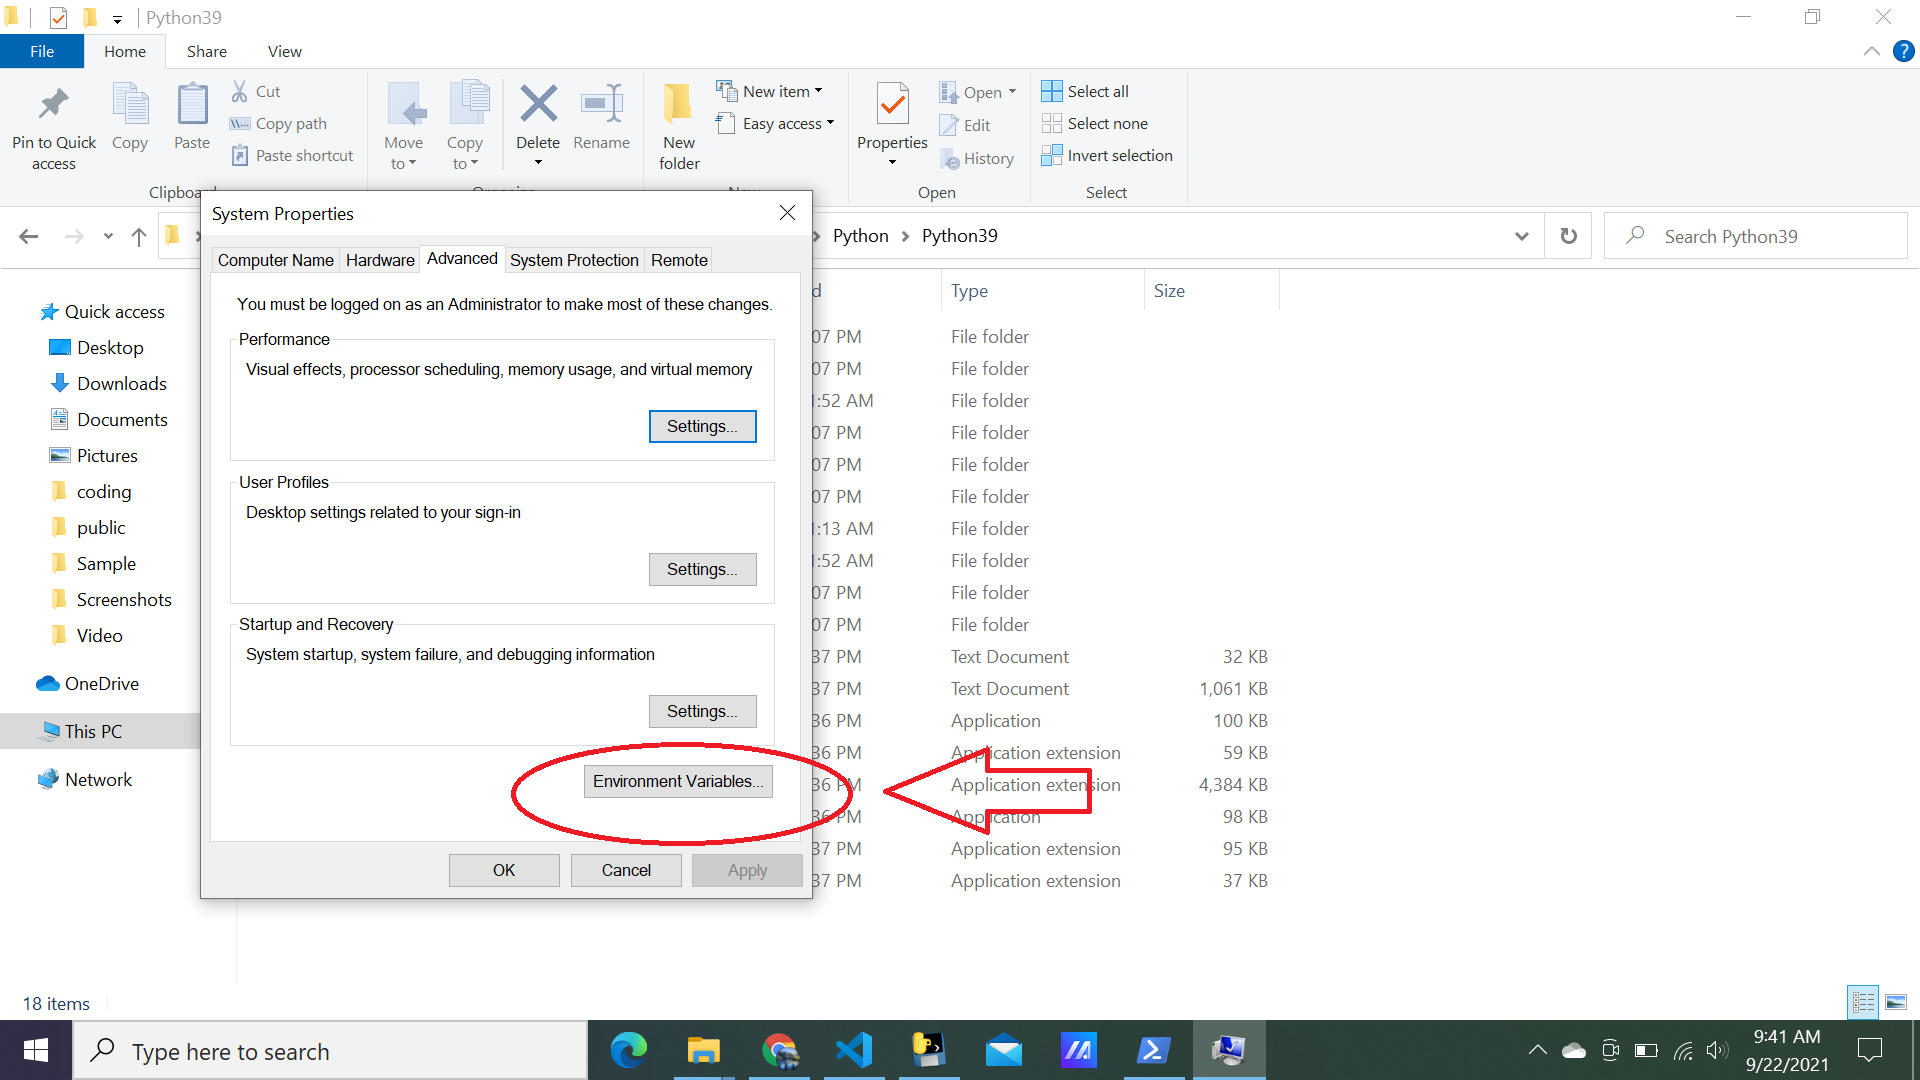 Python39
File
Home
Share
View
Pin to Quick access
Copy
Paste
Cut
Copy path
Paste shortcut
Move to
Copy to
Delete
Rename
New folder
New item
Easy access
Properties
Open
Edit
History
Select all
Select none
Invert selection
Open
Select
Python
Python39
Search Python39
Quick access
Desktop
Downloads
Documents
Pictures
coding
public
Sample
Screenshots
Video
OneDrive
This PC
Network
System Properties
Computer Name
Hardware
Advanced
System Protection
Remote
You must be logged on as an Administrator to make most of these changes.
Performance
Visual effects, processor scheduling, memory usage, and virtual memory
Settings...
User Profiles
Desktop settings related to your sign-in
Settings...
Startup and Recovery
System startup, system failure, and debugging information
Settings...
Environment Variables...
OK
Cancel
Apply
Type
Size
07 PM File folder
07 PM File folder
:52 AM File folder
07 PM File folder
07 PM File folder
07 PM File folder
:13 AM File folder
:52 AM File folder
07 PM File folder
07 PM File folder
37 PM Text Document 32 KB
37 PM Text Document 1,061 KB
36 PM Application 100 KB
36 PM Application extension 59 KB
36 PM Application extension 4,384 KB
36 PM Application 98 KB
37 PM Application extension 95 KB
37 PM Application extension 37 KB
18 items
Type here to search
9:41 AM
9/22/2021